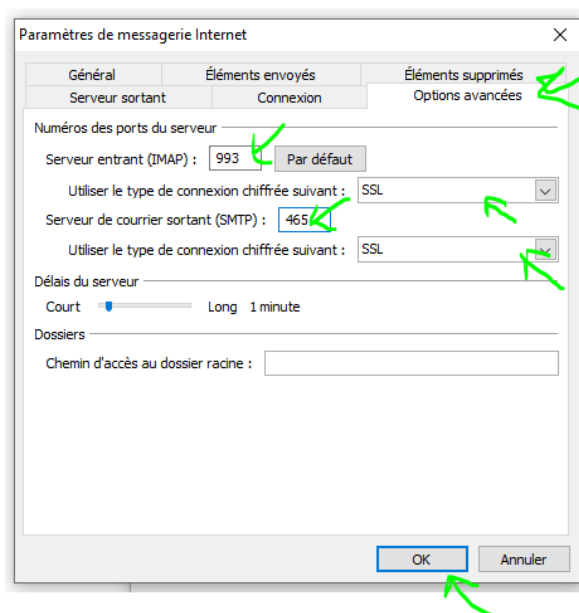 Paramètres de messagerie Internet
Général Éléments envoyés Éléments supprimés
Serveur sortant Connexion Options avancées
Numéros des ports du serveur
Serveur entrant (IMAP) : 993 Par défaut
Utiliser le type de connexion chiffrée suivant : SSL
Serveur de courrier sortant (SMTP) : 465
Utiliser le type de connexion chiffrée suivant : SSL
Délais du serveur
Court Long 1 minute
Dossiers
Chemin d'accès au dossier racine :
OK Annuler